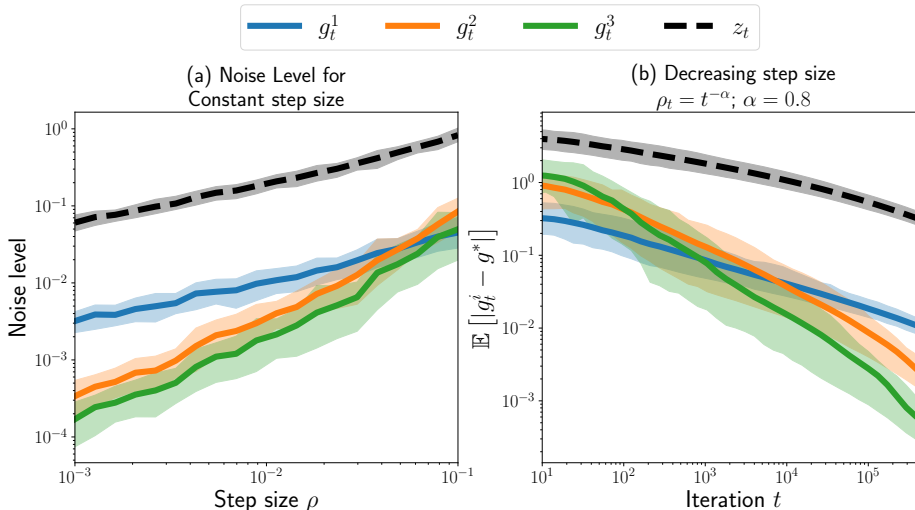 g_t^1 g_t^2 g_t^3 z_t
(a) Noise Level for
Constant step size
(b) Decreasing step size
ρ_t = t^{-α}; α = 0.8
Noise level
10^0
10^{-1}
10^{-2}
10^{-3}
10^{-4}
10^{-3} 10^{-2} 10^{-1}
Step size ρ
𝔼 [|g_t^i − g*|]
10^0
10^{-1}
10^{-2}
10^{-3}
10^1 10^2 10^3 10^4 10^5
Iteration t